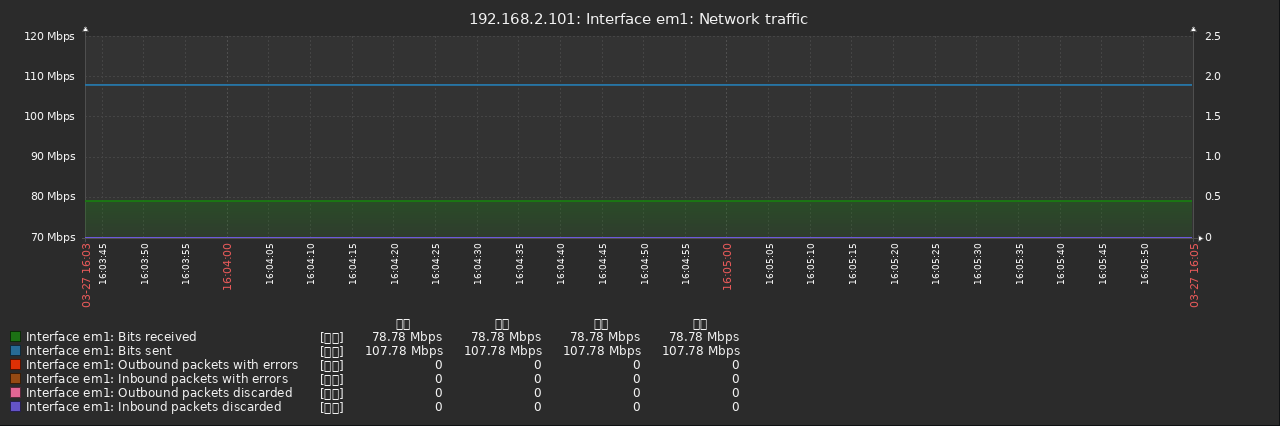 192.168.2.101: Interface em1: Network traffic
120 Mbps
110 Mbps
100 Mbps
90 Mbps
80 Mbps
70 Mbps
2.5
2.0
1.5
1.0
0.5
0
03-27 16:03
16:03:45
16:03:50
16:03:55
16:04:00
16:04:05
16:04:10
16:04:15
16:04:20
16:04:25
16:04:30
16:04:35
16:04:40
16:04:45
16:04:50
16:04:55
16:05:00
16:05:05
16:05:10
16:05:15
16:05:20
16:05:25
16:05:30
16:05:35
16:05:40
16:05:45
16:05:50
03-27 16:05
Interface em1: Bits received 78.78 Mbps 78.78 Mbps 78.78 Mbps 78.78 Mbps
Interface em1: Bits sent 107.78 Mbps 107.78 Mbps 107.78 Mbps 107.78 Mbps
Interface em1: Outbound packets with errors 0 0 0 0
Interface em1: Inbound packets with errors 0 0 0 0
Interface em1: Outbound packets discarded 0 0 0 0
Interface em1: Inbound packets discarded 0 0 0 0